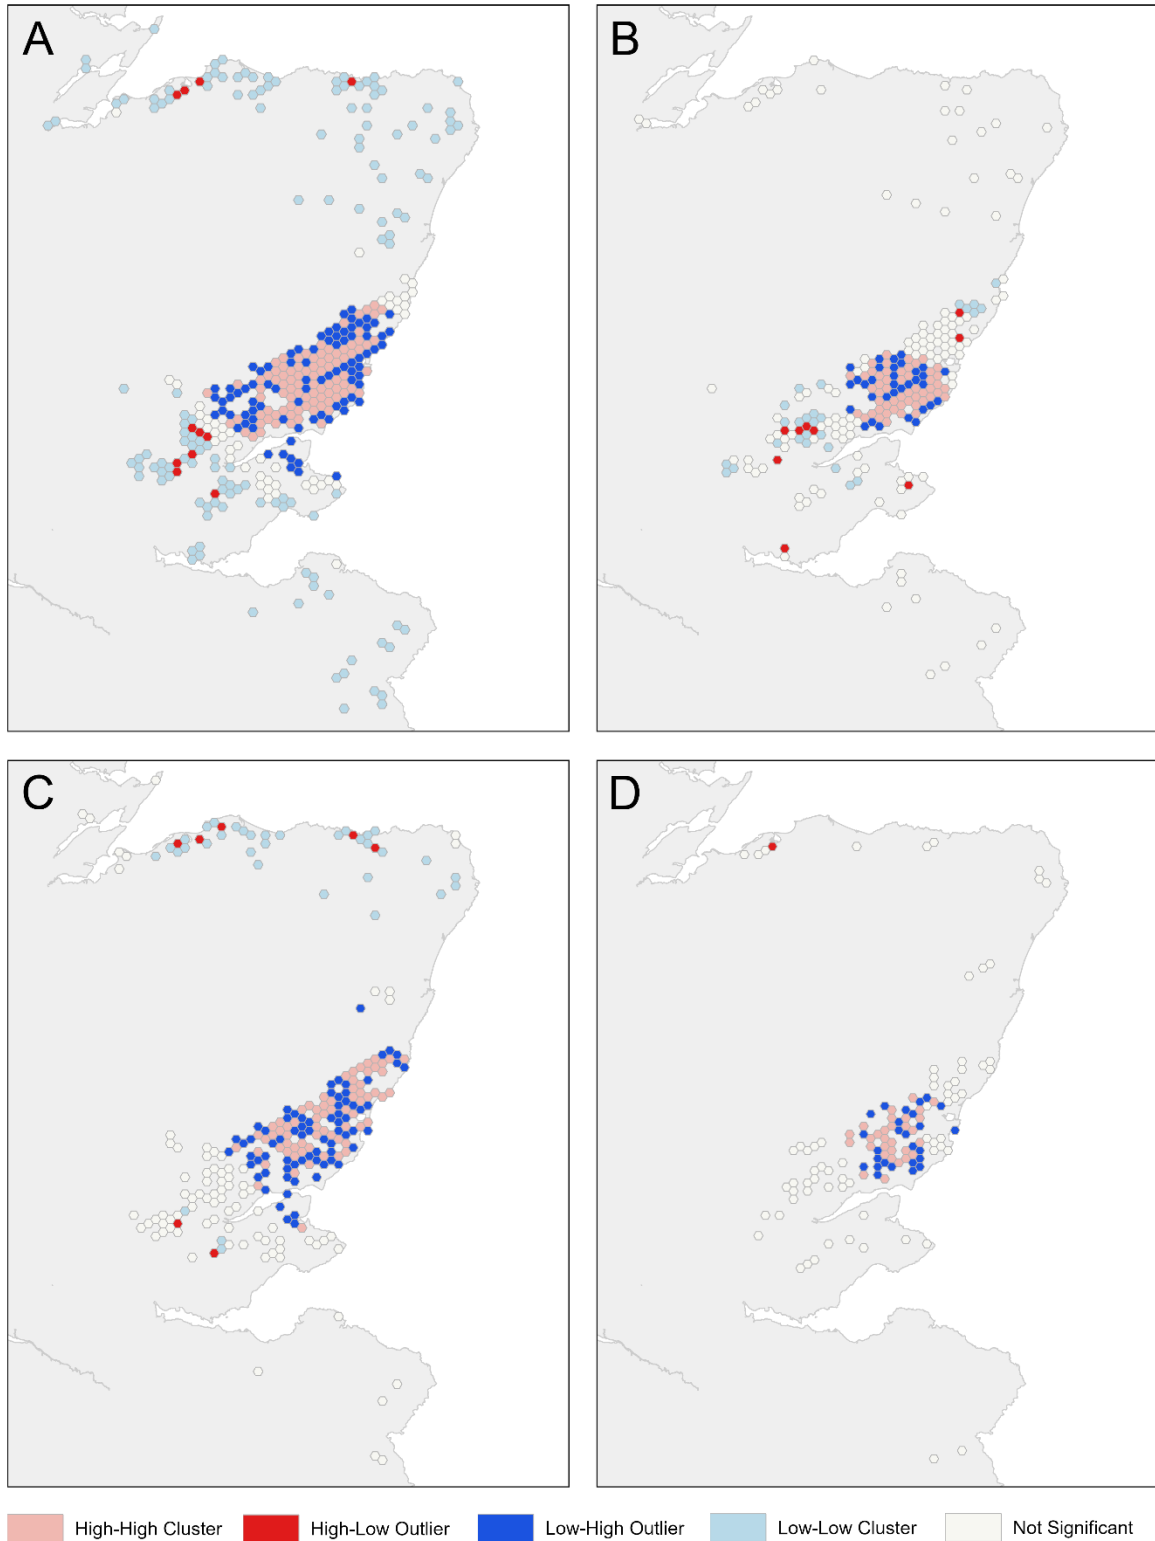 A
B
C
D
High-High Cluster
High-Low Outlier
Low-High Outlier
Low-Low Cluster
Not Significant